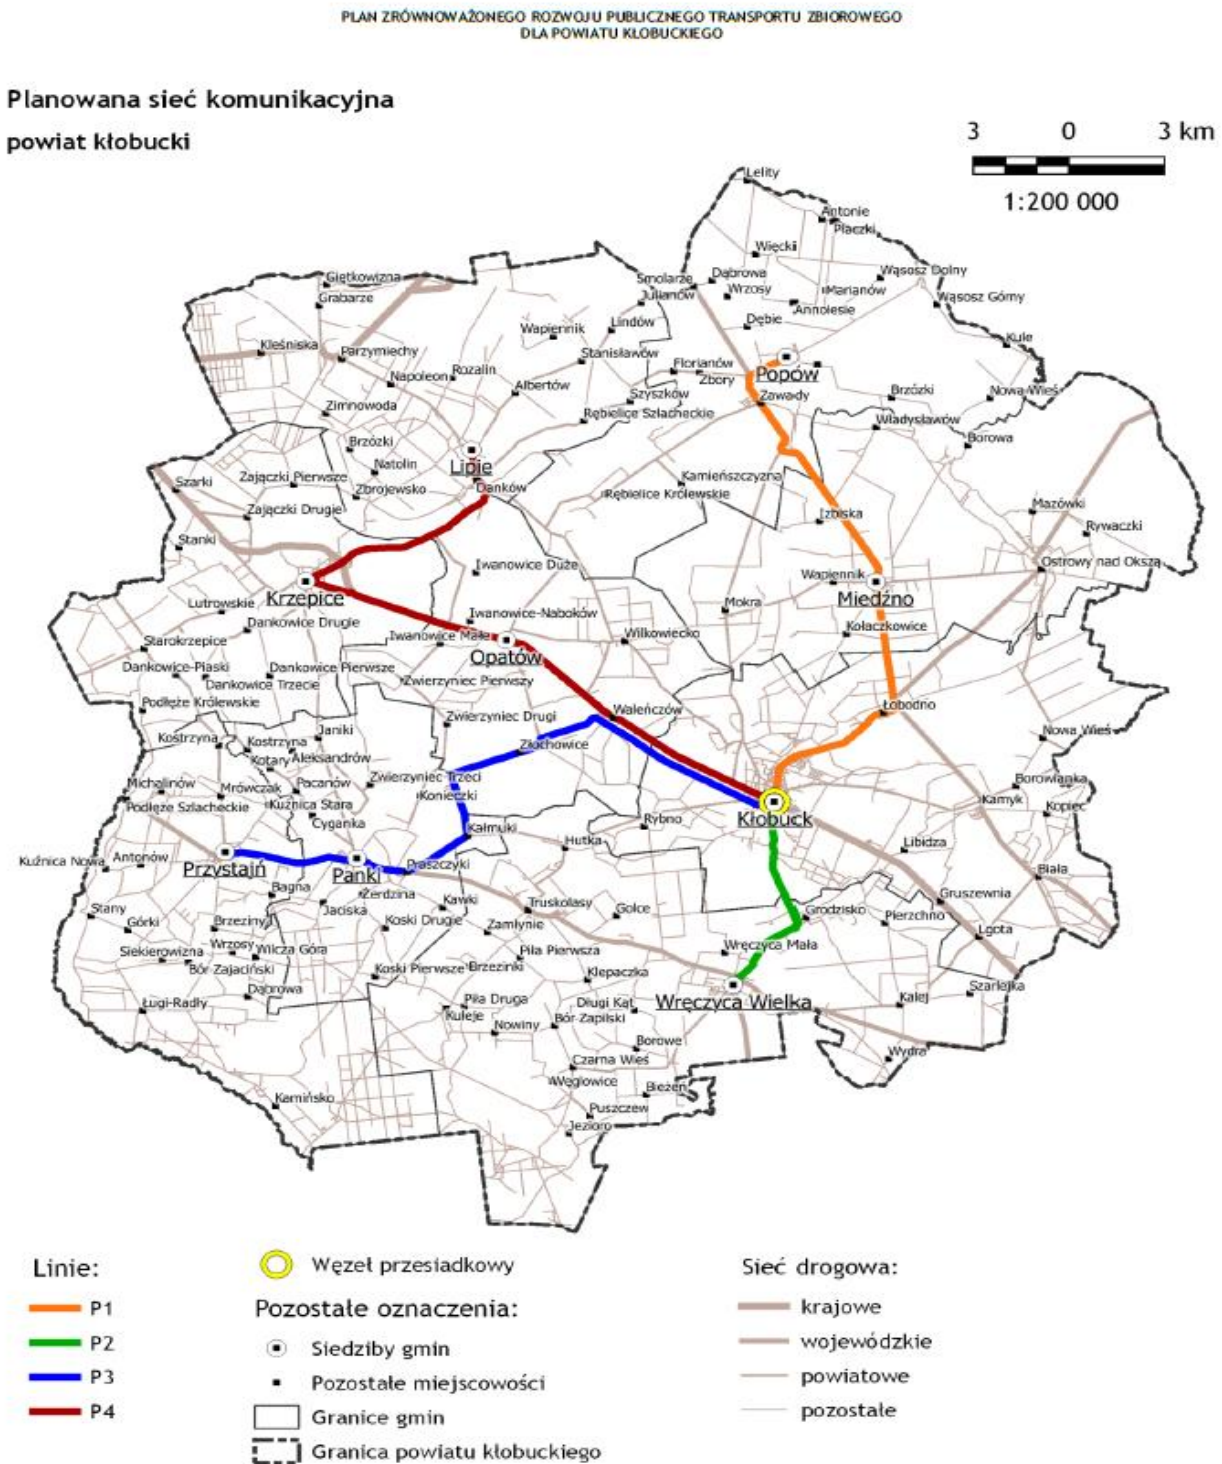 PLAN ZRÓWNOWAŻONEGO ROZWOJU PUBLICZNEGO TRANSPORTU ZBIOROWEGO
DLA POWIATU KŁOBUCKIEGO
Planowana sieć komunikacyjna
powiat kłobucki
3 0 3 km
1:200 000
Lelity
Antonie
Płaczki
Więcki
Giętkowizna
Smolarze
Dąbrowa
Wąsosz Dolny
Grabarze
Julianów
Wrzosy
Marianów
Wąsosz Górny
Annolesie
Wapiennik
Lindów
Dębie
Kule
Kleśniska
Parzymiechy
Stanisławów
Florianów
Popów
Napoleon
Rozalin
Zbory
Albertów
Szyszków
Zawady
Brzózki
Nowa Wieś
Zimnowoda
Rębielice Szlacheckie
Władysławów
Brzózki
Borowa
Natolin
Lipie
Szarki
Zajączki Pierwsze
Kamieńszczyzna
Zbrojewsko
Danków
Rębielice Królewskie
Zajączki Drugie
Izbiska
Mazówki
Rywaczki
Stanki
Iwanowice Duże
Wapiennik
Ostrowy nad Okszą
Krzepice
Miedźno
Lutrowskie
Mokra
Iwanowice-Naboków
Dankowice Drugie
Kołaczkowice
Starokrzepice
Iwanowice Małe
Wilkowiecko
Opatów
Dankowice-Piaski
Dankowice Pierwsze
Dankowice Trzecie
Zwierzyniec Pierwszy
Podłęże Królewskie
Waleńczów
Łobodno
Zwierzyniec Drugi
Kostrzyna
Janiki
Nowa Wieś
Kostrzyna
Złochowice
Kotary
Aleksandrów
Michalinów
Pacanów
Zwierzyniec Trzeci
Borowianka
Mrówczak
Konieczki
Podłęże Szlacheckie
Kuźnica Stara
Kamyk
Kopiec
Cyganka
Rybno
Kłobuck
Kałmuki
Hutka
Libidza
Kuźnica Nowa
Antonów
Przystajń
Panki
Praszczyki
Biała
Bagna
Żerdzina
Gruszewnia
Stany
Jaciska
Kawki
Truskolasy
Golce
Grodzisko
Pierzchno
Górki
Brzeziny
Koski Drugie
Zamłynie
Lgota
Siekierowizna
Wrzosy
Wilcza Góra
Piła Pierwsza
Wręczyca Mała
Bór Zajaciński
Koski Pierwsze
Brzezinki
Klepaczka
Dąbrowa
Szarlejka
Ługi-Radły
Piła Druga
Długi Kąt
Wręczyca Wielka
Kalej
Kuleje
Nowiny
Bór-Zapilski
Borowe
Wydra
Czarna Wieś
Węglowice
Bieżeń
Kamińsko
Puszczew
Jezioro
Linie:
P1
P2
P3
P4
Węzeł przesiadkowy
Pozostałe oznaczenia:
Siedziby gmin
Pozostałe miejscowości
Granice gmin
Granica powiatu kłobuckiego
Sieć drogowa:
krajowe
wojewódzkie
powiatowe
pozostałe